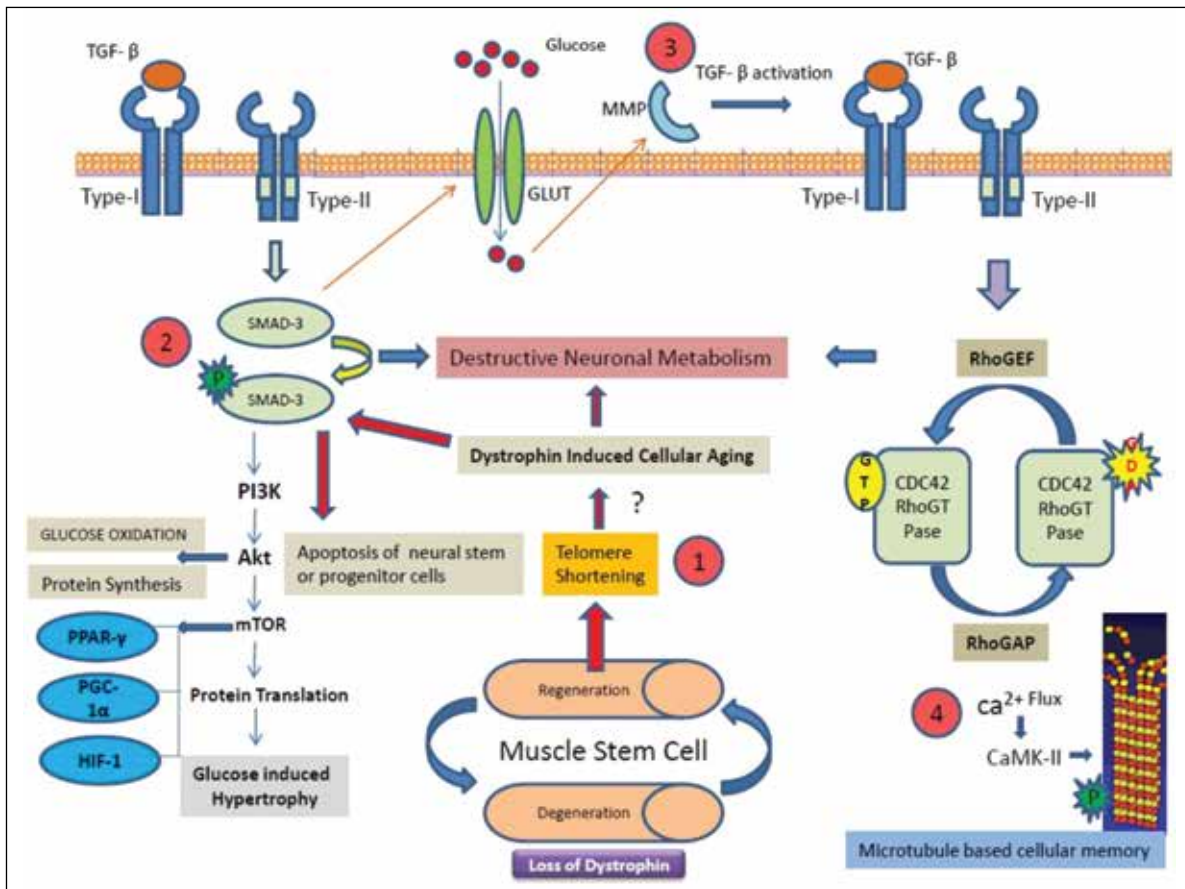 TGF- β
Glucose
3
TGF- β activation
TGF- β
MMP
Type-I
Type-II
GLUT
Type-I
Type-II
SMAD-3
2
P
SMAD-3
Destructive Neuronal Metabolism
RhoGEF
Dystrophin Induced Cellular Aging
?
G
T
P
CDC42
RhoGT
Pase
CDC42
RhoGT
Pase
G
D
PI3K
GLUCOSE OXIDATION
Akt
Protein Synthesis
Apoptosis of neural stem
or progenitor cells
Telomere
Shortening
1
PPAR-γ
mTOR
PGC-
1α
Protein Translation
HIF-1
Glucose induced
Hypertrophy
Regeneration
Muscle Stem Cell
Degeneration
Loss of Dystrophin
RhoGAP
4
ca2+ Flux
CaMK-II
P
Microtubule based cellular memory